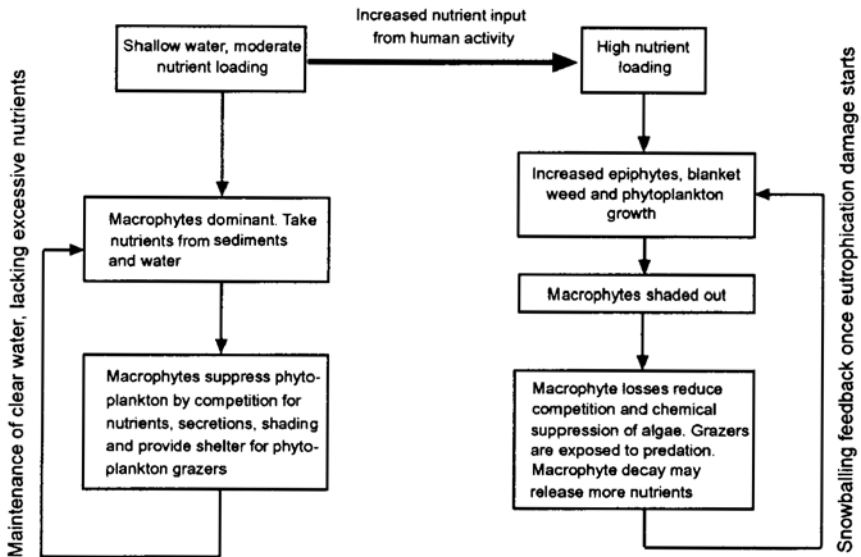 Increased nutrient input
from human activity
Shallow water, moderate
nutrient loading
High nutrient
loading
Maintenance of clear water, lacking excessive nutrients
Macrophytes dominant. Take
nutrients from sediments
and water
Macrophytes suppress phyto-
plankton by competition for
nutrients, secretions, shading
and provide shelter for phyto-
plankton grazers
Increased epiphytes, blanket
weed and phytoplankton
growth
Macrophytes shaded out
Macrophyte losses reduce
competition and chemical
suppression of algae. Grazers
are exposed to predation.
Macrophyte decay may
release more nutrients
Snowballing feedback once eutrophication damage starts